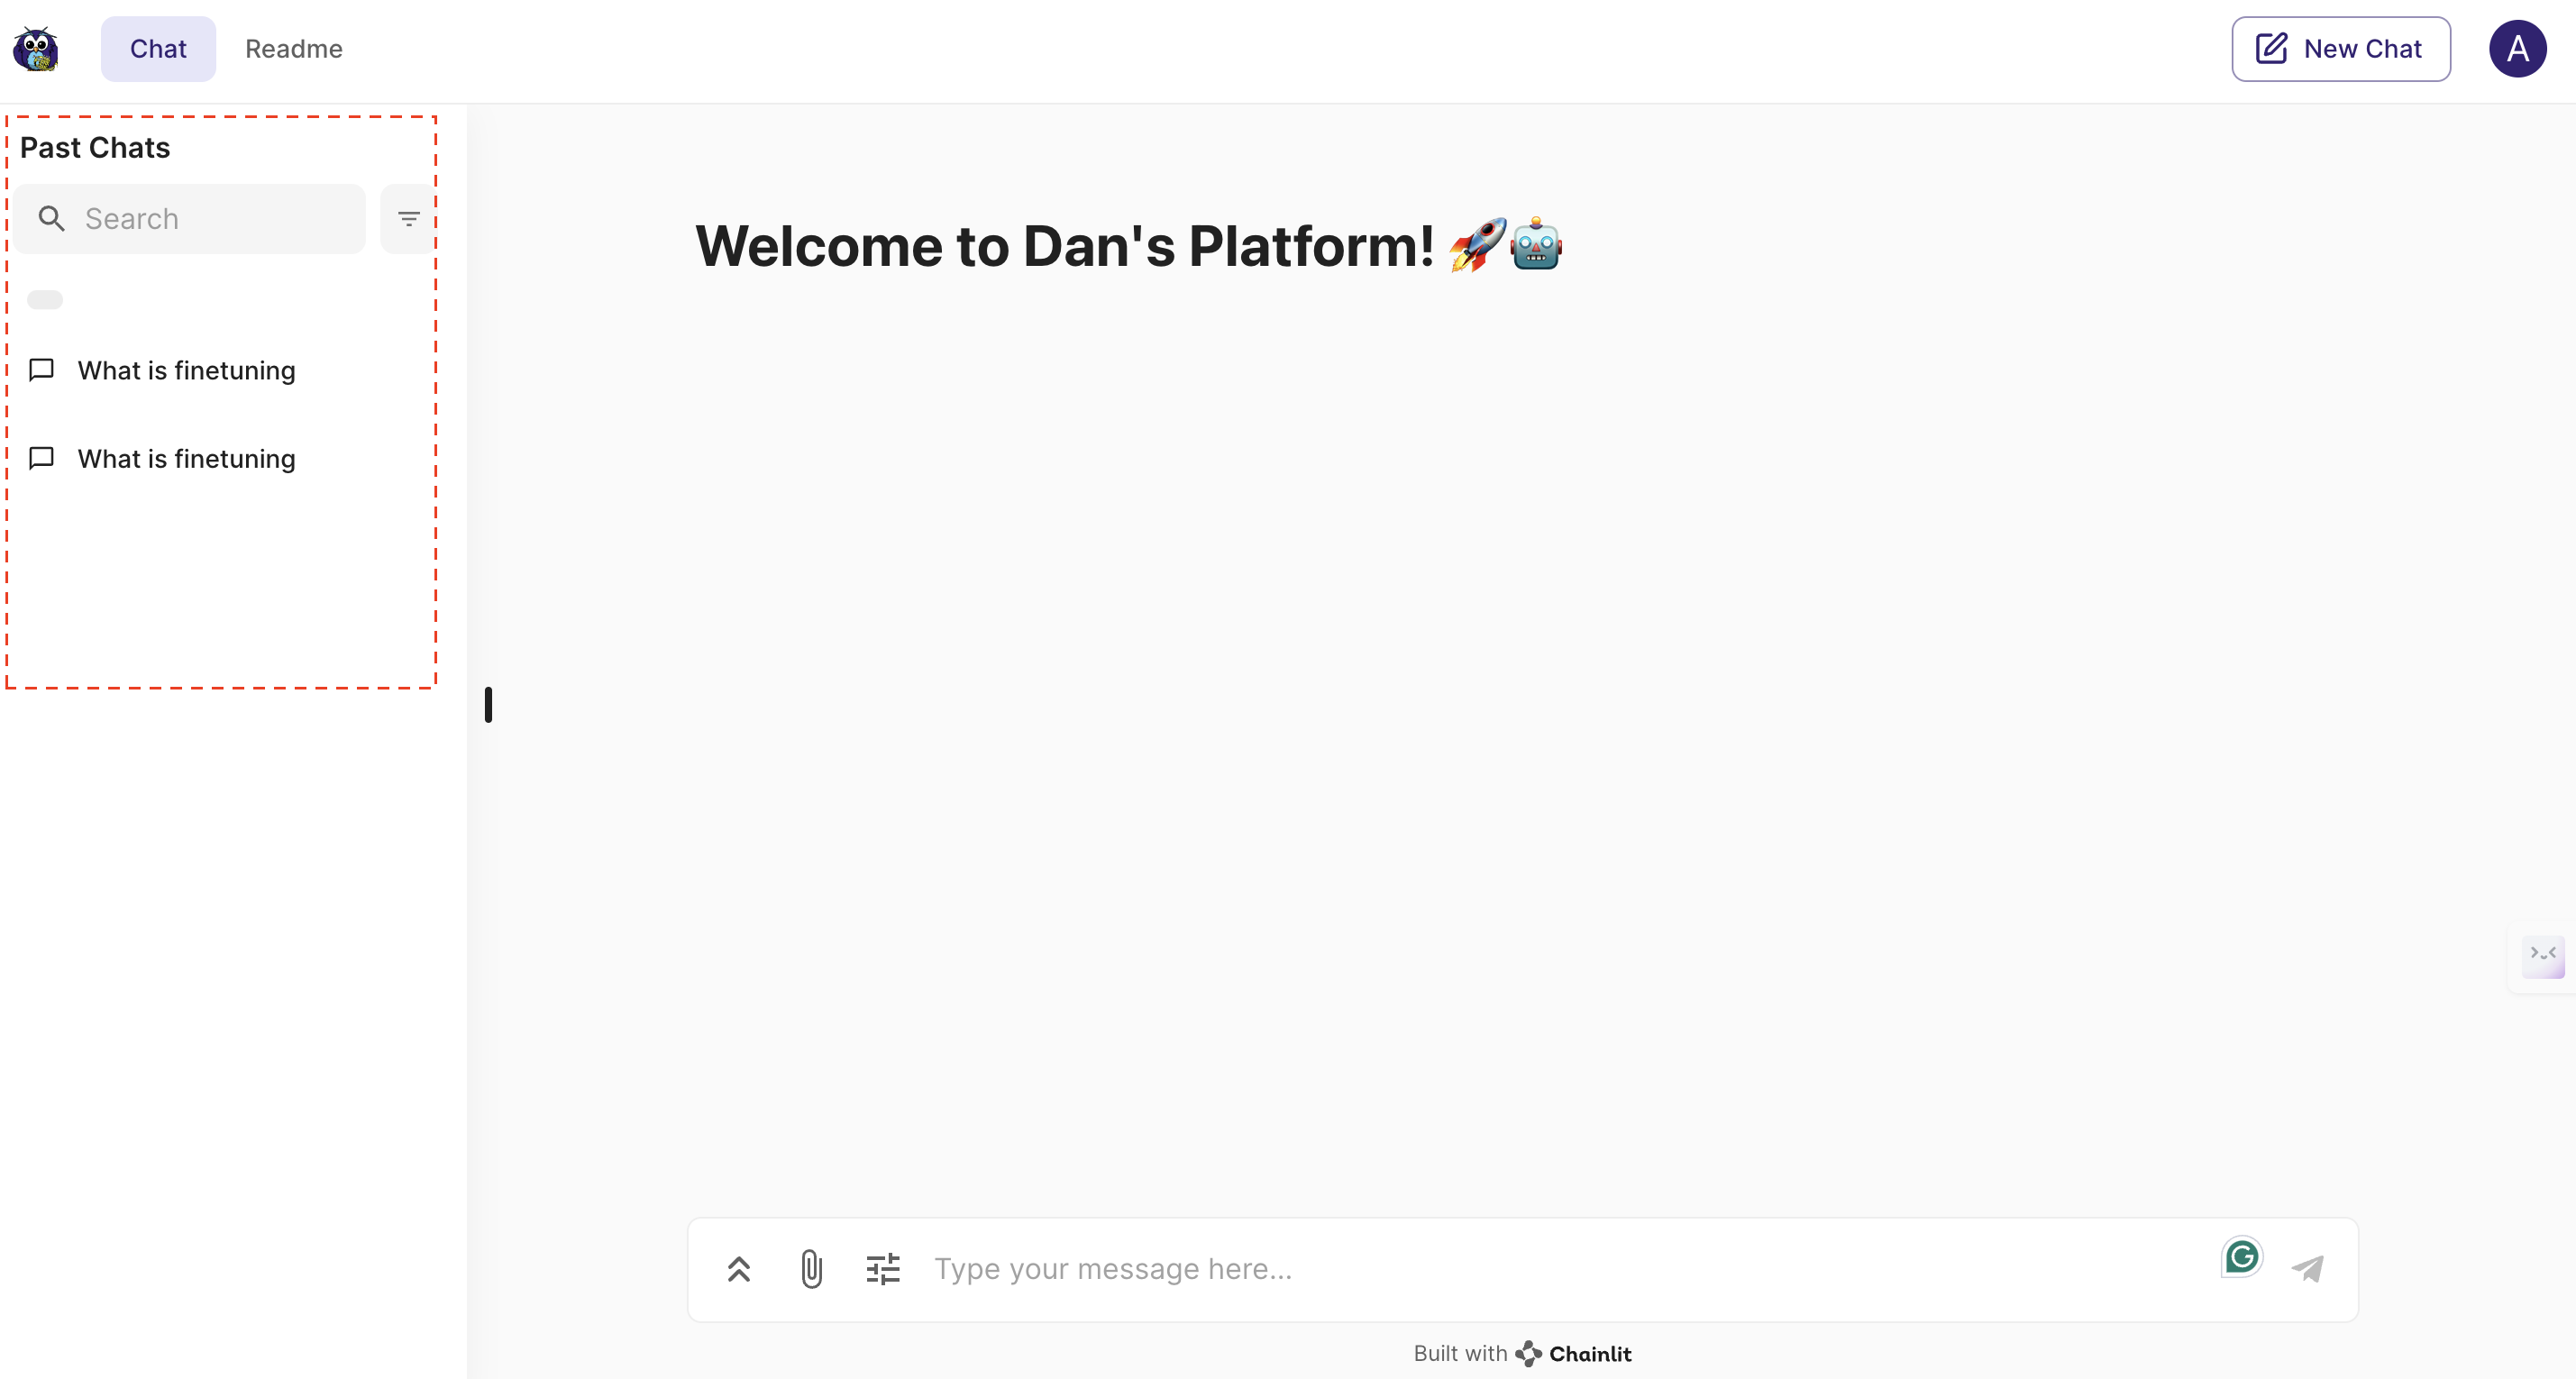 Chat
Readme
New Chat
A
Past Chats
Search
What is finetuning
What is finetuning
Welcome to Dan's Platform! 🚀🤖
Type your message here...
Built with Chainlit